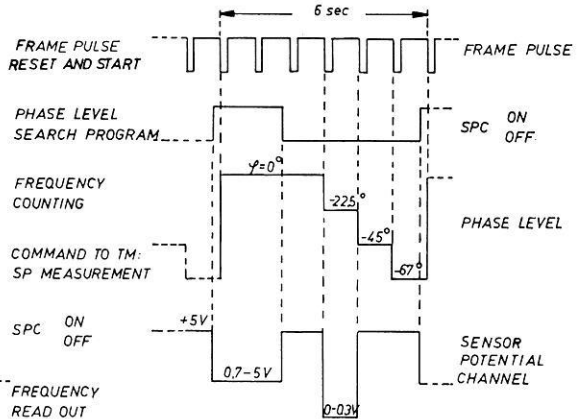 6 sec
FRAME PULSE
RESET AND START
FRAME PULSE
PHASE LEVEL
SEARCH PROGRAM
SPC ON
OFF.
FREQUENCY
COUNTING
φ=0°
-22.5°
-45°
-67°
PHASE LEVEL
COMMAND TO TM:
SP MEASUREMENT
SPC ON
OFF
+5V
0,7-5V
0-0.3V
SENSOR
POTENTIAL
CHANNEL
FREQUENCY
READ OUT